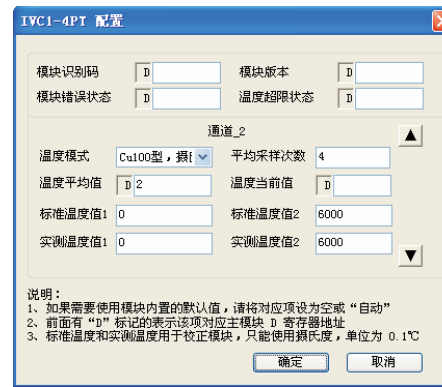 IVC1-4PT 配置
模块识别码 D 模块版本 D
模块错误状态 D 温度超限状态 D
通道_2
温度模式 Cu100型，摄 平均采样次数 4
温度平均值 D 2 温度当前值 D
标准温度值1 0 标准温度值2 6000
实测温度值1 0 实测温度值2 6000
说明：
1、如果需要使用模块内置的默认值，请将对应项设为空或“自动”
2、前面有“D”标记的表示该项对应主模块 D 寄存器地址
3、标准温度和实测温度用于校正模块，只能使用摄氏度，单位为 0.1℃
确定 取消